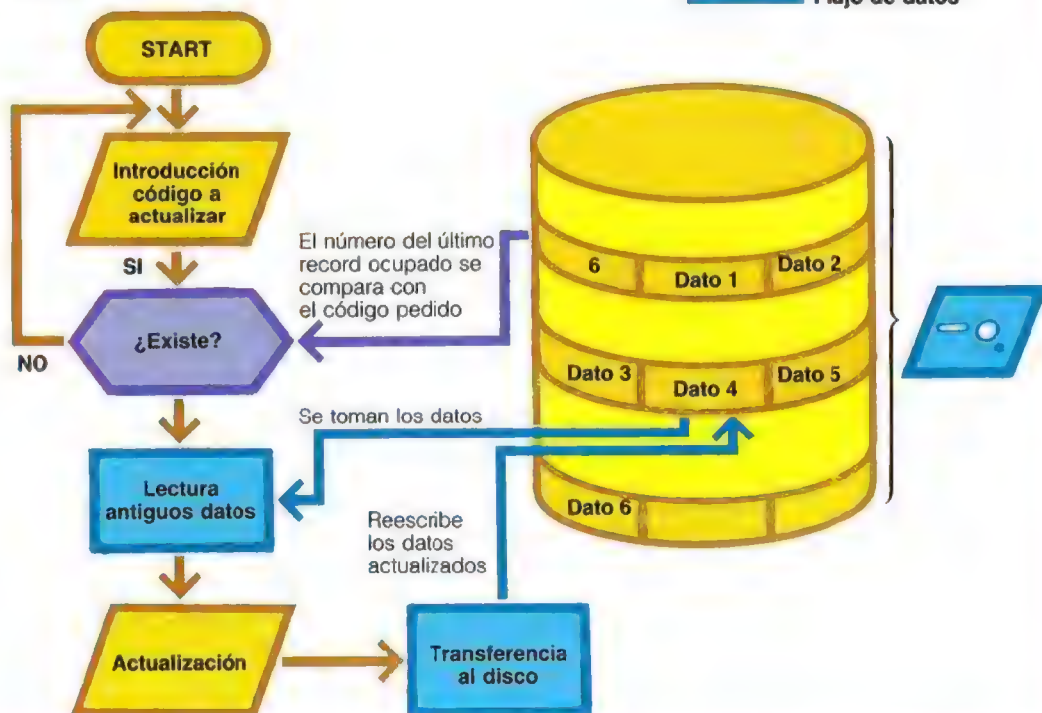 Flujo de datos
START
Introducción
código a
actualizar
SI
¿Existe?
NO
El número del último
record ocupado se
compara con
el código pedido
6
Dato 1
Dato 2
Dato 3
Dato 4
Dato 5
Dato 6
Se toman los datos
Lectura
antiguos datos
Reescribe
los datos
actualizados
Actualización
Transferencia
al disco